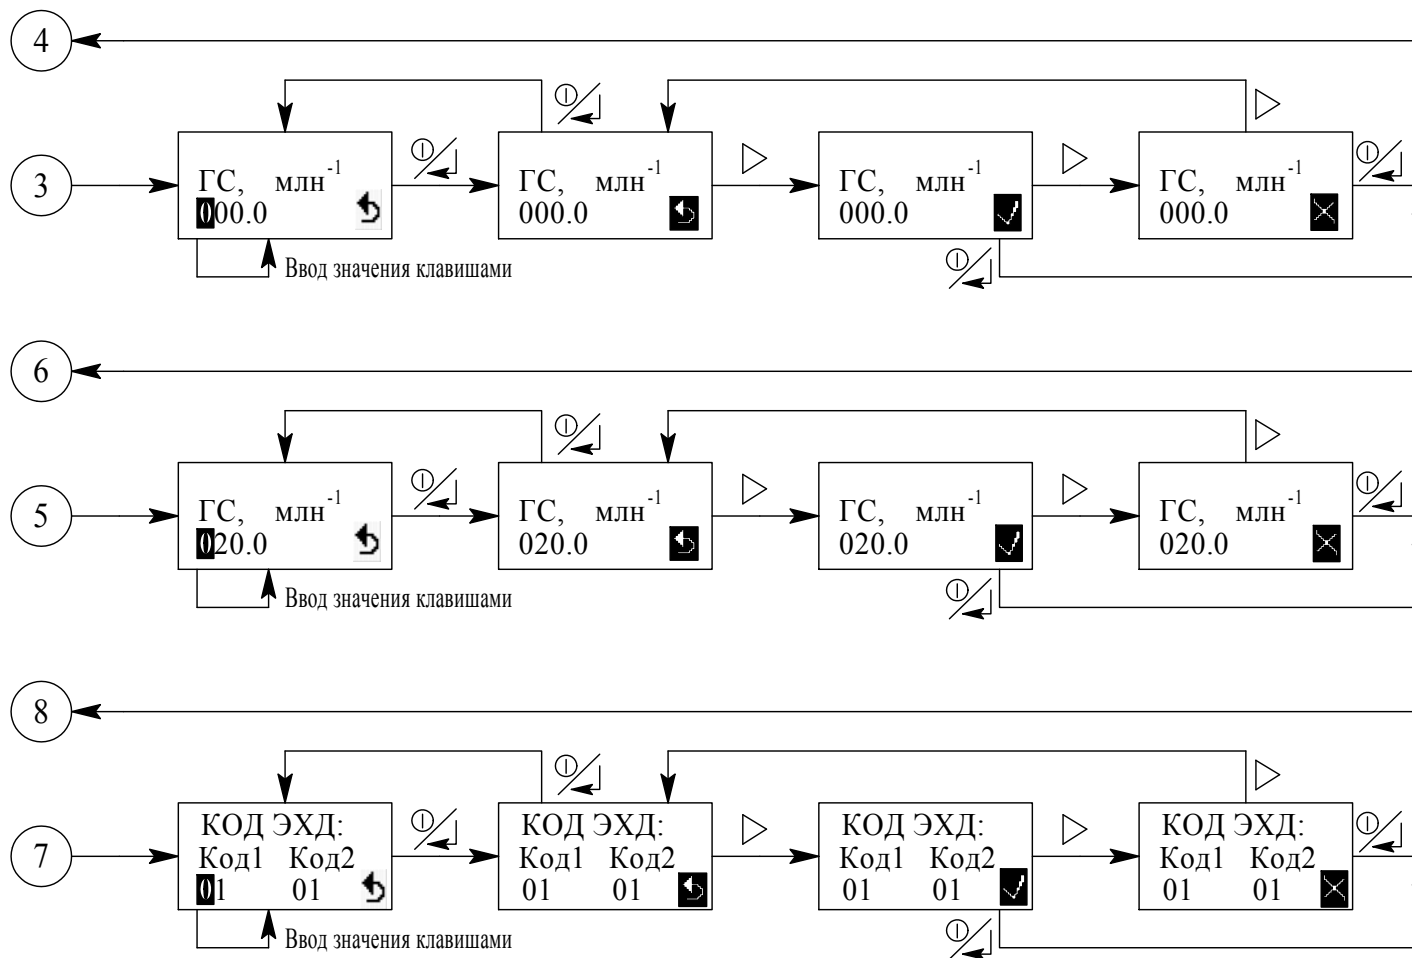 4
3
ГС, млн-1
000.0
ГС, млн-1
000.0
ГС, млн-1
000.0
ГС, млн-1
000.0
Ввод значения клавишами
6
5
ГС, млн-1
020.0
ГС, млн-1
020.0
ГС, млн-1
020.0
ГС, млн-1
020.0
Ввод значения клавишами
8
7
КОД ЭХД:
Код1 Код2
01 01
КОД ЭХД:
Код1 Код2
01 01
КОД ЭХД:
Код1 Код2
01 01
КОД ЭХД:
Код1 Код2
01 01
Ввод значения клавишами